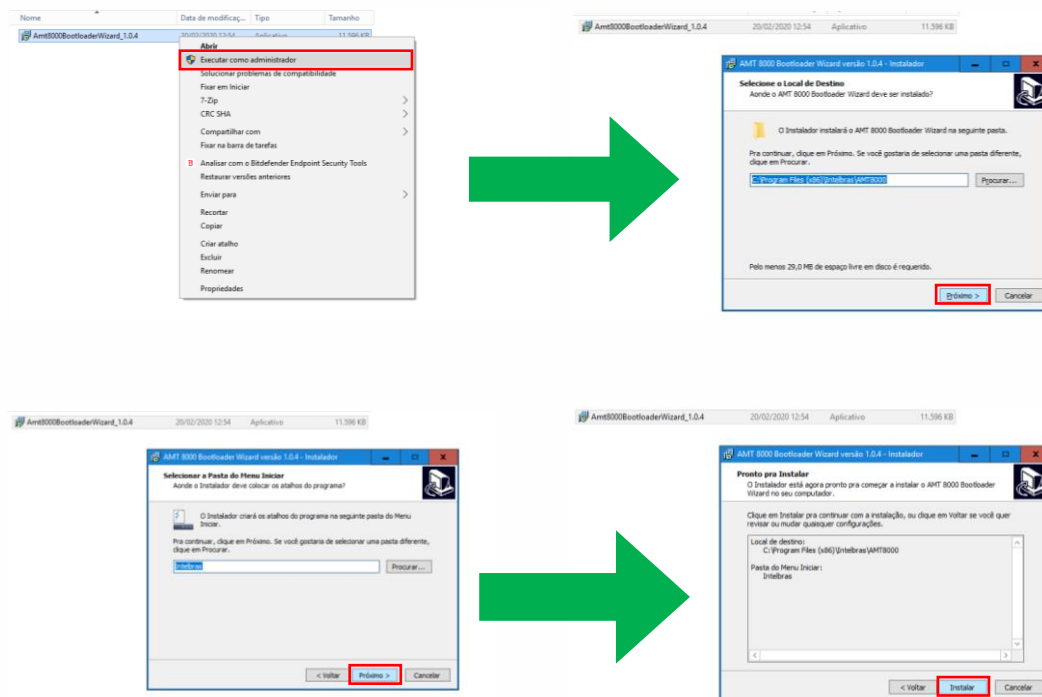 Nome Data de modificaç... Tipo Tamanho
Amt8000BootloaderWizard_1.0.4 20/02/2020 12:54 Aplicativo 11.596 KB
Abrir
Executar como administrador
Solucionar problemas de compatibilidade
Fixar em Iniciar
7-Zip
CRC SHA
Compartilhar com
Fixar na barra de tarefas
Analisar com o Bitdefender Endpoint Security Tools
Restaurar versões anteriores
Enviar para
Recortar
Copiar
Criar atalho
Excluir
Renomear
Propriedades
Amt8000BootloaderWizard_1.0.4 20/02/2020 12:54 Aplicativo 11.596 KB
AMT 8000 Bootloader Wizard versão 1.0.4 - Instalador
Selecione o Local de Destino
Aonde o AMT 8000 Bootloader Wizard deve ser instalado?
O Instalador instalará o AMT 8000 Bootloader Wizard na seguinte pasta.
Pra continuar, clique em Próximo. Se você gostaria de selecionar uma pasta diferente,
clique em Procurar.
C:\Program Files (x86)\Intelbras\AMT8000 Procurar...
Pelo menos 29,0 MB de espaço livre em disco é requerido.
Próximo > Cancelar
Amt8000BootloaderWizard_1.0.4 20/02/2020 12:54 Aplicativo 11.596 KB
AMT 8000 Bootloader Wizard versão 1.0.4 - Instalador
Selecionar a Pasta do Menu Iniciar
Aonde o Instalador deve colocar os atalhos do programa?
O Instalador criará os atalhos do programa na seguinte pasta do Menu
Iniciar.
Pra continuar, clique em Próximo. Se você gostaria de selecionar uma pasta diferente,
clique em Procurar.
Intelbras Procurar...
< Voltar Próximo > Cancelar
Amt8000BootloaderWizard_1.0.4 20/02/2020 12:54 Aplicativo 11.596 KB
AMT 8000 Bootloader Wizard versão 1.0.4 - Instalador
Pronto pra Instalar
O Instalador está agora pronto pra começar a instalar o AMT 8000 Bootloader
Wizard no seu computador.
Clique em Instalar pra continuar com a instalação, ou clique em Voltar se você quer
revisar ou mudar quaisquer configurações.
Local de destino:
C:\Program Files (x86)\Intelbras\AMT8000
Pasta do Menu Iniciar:
Intelbras
< Voltar Instalar Cancelar